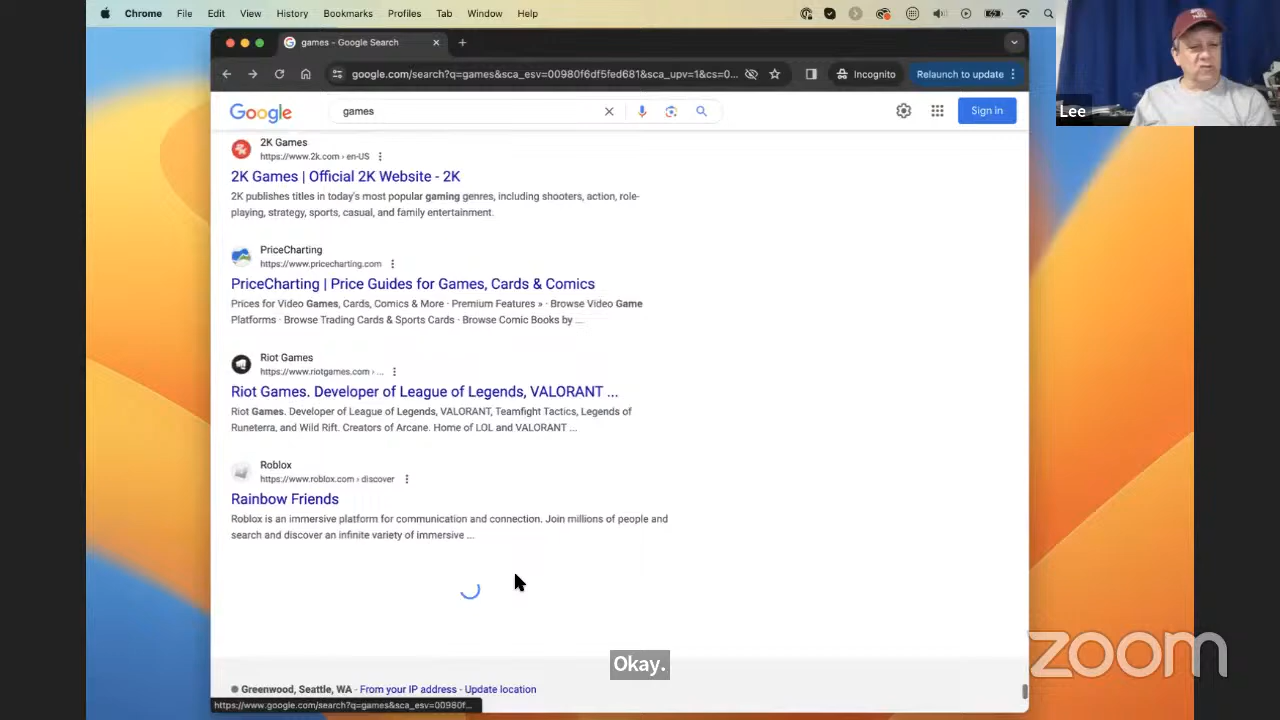 Chrome File Edit View History Bookmarks Profiles Tab Window Help
games - Google Search
google.com/search?q=games&sca_esv=00980f6df5fed681&sca_upv=1&cs=0... Incognito Relaunch to update
Lee
Google games Sign in
2K Games
https://www.2k.com › en-US
2K Games | Official 2K Website - 2K
2K publishes titles in today's most popular gaming genres, including shooters, action, role-
playing, strategy, sports, casual, and family entertainment.
PriceCharting
https://www.pricecharting.com
PriceCharting | Price Guides for Games, Cards & Comics
Prices for Video Games, Cards, Comics & More · Premium Features » · Browse Video Game
Platforms · Browse Trading Cards & Sports Cards · Browse Comic Books by ...
Riot Games
https://www.riotgames.com › ...
Riot Games. Developer of League of Legends, VALORANT ...
Riot Games. Developer of League of Legends, VALORANT, Teamfight Tactics, Legends of
Runeterra, and Wild Rift. Creators of Arcane. Home of LOL and VALORANT ...
Roblox
https://www.roblox.com › discover
Rainbow Friends
Roblox is an immersive platform for communication and connection. Join millions of people and
search and discover an infinite variety of immersive ...
Okay.
zoom
Greenwood, Seattle, WA - From your IP address - Update location
https://www.google.com/search?q=games&sca_esv=00980f...